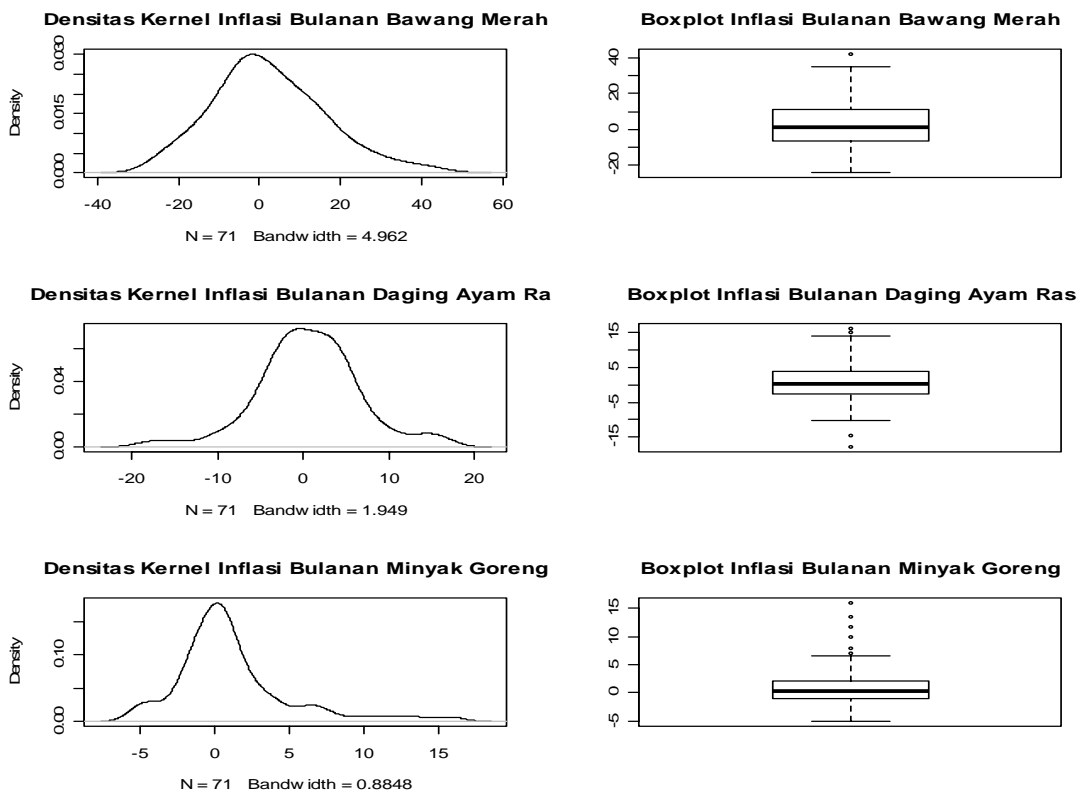 Densitas Kernel Inflasi Bulanan Bawang Merah
Density
0.000 0.015 0.030
-40 -20 0 20 40 60
N = 71 Bandwidth = 4.962
Boxplot Inflasi Bulanan Bawang Merah
-20 0 20 40
Densitas Kernel Inflasi Bulanan Daging Ayam Ra
Density
0.00 0.04
-20 -10 0 10 20
N = 71 Bandwidth = 1.949
Boxplot Inflasi Bulanan Daging Ayam Ras
-15 -5 5 15
Densitas Kernel Inflasi Bulanan Minyak Goreng
Density
0.00 0.10
-5 0 5 10 15
N = 71 Bandwidth = 0.8848
Boxplot Inflasi Bulanan Minyak Goreng
-5 0 5 10 15